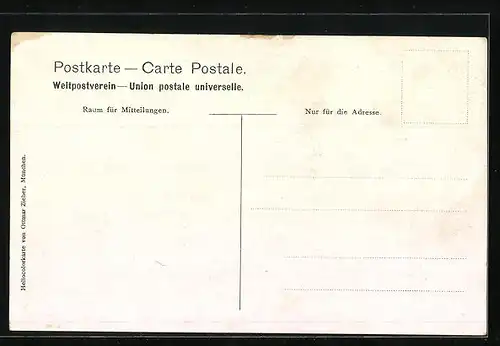 Postkarte — Carte Postale.
Weltpostverein — Union postale universelle.
Raum für Mitteilungen.
Nur für die Adresse.
Heliocolorkarte von Ottmar Zieher, München.